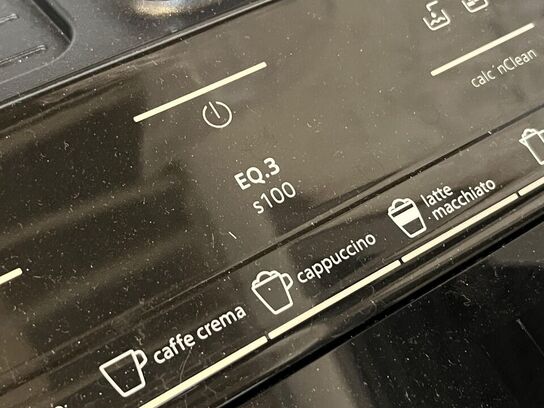 calc'nClean
EQ.3
s100
latte
macchiato
cappuccino
caffe crema